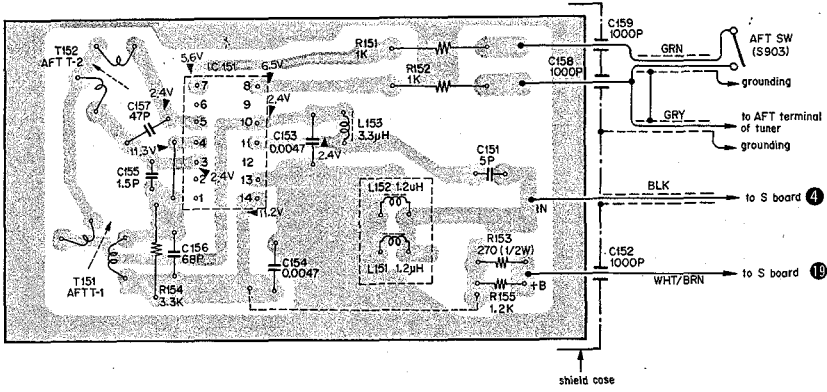 T152
AFT T-2
5.6V
IC 151
6.5V
R151
1K
R152
1K
C159
1000P
C158
1000P
GRN
AFT SW
(S903)
grounding
GRY
to AFT terminal
of tuner
grounding
2.4V
C157
47P
11.3V
7
6
5
4
3
2
1
8
9
10
11
12
13
14
2.4V
C153
0.0047
2.4V
L153
3.3µH
C155
1.5P
2.4V
11.2V
C151
5P
L152 1.2uH
L151 1.2µH
IN
BLK
to S board 4
T151
AFT T-1
R154
3.3K
C156
68P
C154
0.0047
R153
270 (1/2W)
+B
R155
1.2K
C152
1000P
WHT/BRN
to S board 19
shield case